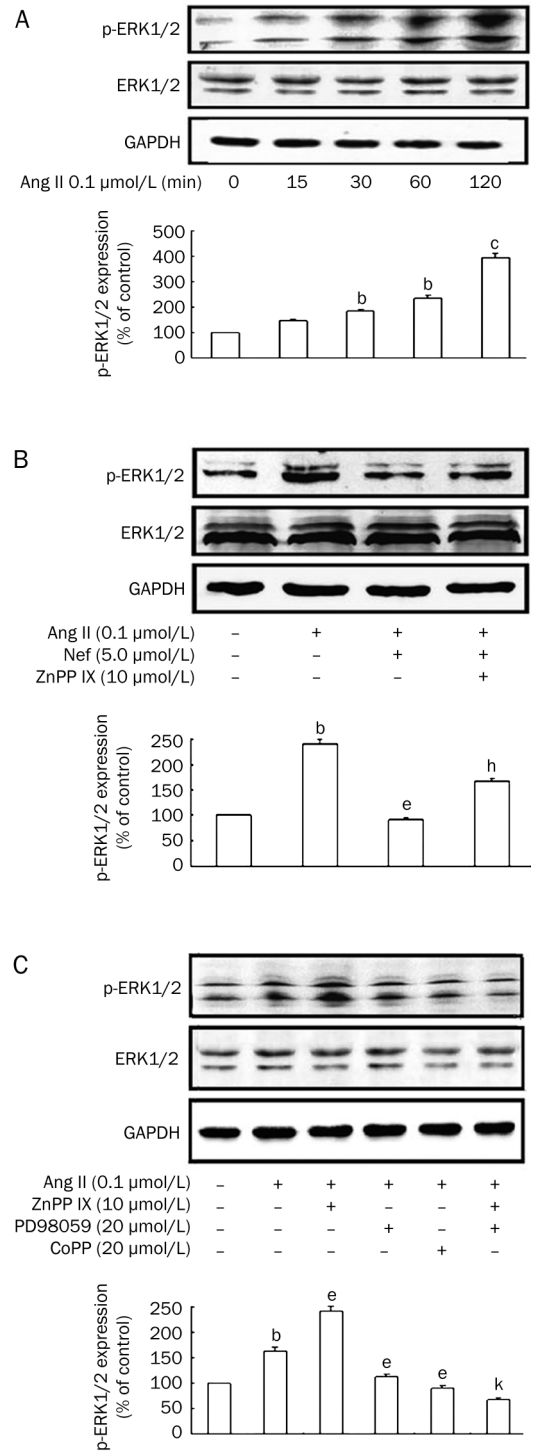 A
p-ERK1/2
ERK1/2
GAPDH
Ang II 0.1 µmol/L (min) 0 15 30 60 120
p-ERK1/2 expression
(% of control)
500
400
300
200
100
0
b
b
c
B
p-ERK1/2
ERK1/2
GAPDH
Ang II (0.1 µmol/L) – + + +
Nef (5.0 µmol/L) – – + +
ZnPP IX (10 µmol/L) – – – +
p-ERK1/2 expression
(% of control)
250
200
150
100
50
0
b
e
h
C
p-ERK1/2
ERK1/2
GAPDH
Ang II (0.1 µmol/L) – + + + + +
ZnPP IX (10 µmol/L) – – + – – +
PD98059 (20 µmol/L) – – – + – +
CoPP (20 µmol/L) – – – – + –
p-ERK1/2 expression
(% of control)
250
200
150
100
50
0
b
e
e
e
k